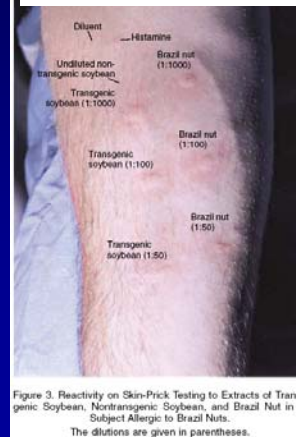 Diluent
Histamine
Brazil nut
(1:1000)
Undiluted non-
transgenic soybean
Transgenic
soybean (1:1000)
Brazil nut
(1:100)
Transgenic
soybean (1:100)
Brazil nut
(1:50)
Transgenic
soybean (1:50)
Figure 3. Reactivity on Skin-Prick Testing to Extracts of Tran
genic Soybean, Nontransgenic Soybean, and Brazil Nut in
Subject Allergic to Brazil Nuts.
The dilutions are given in parentheses.